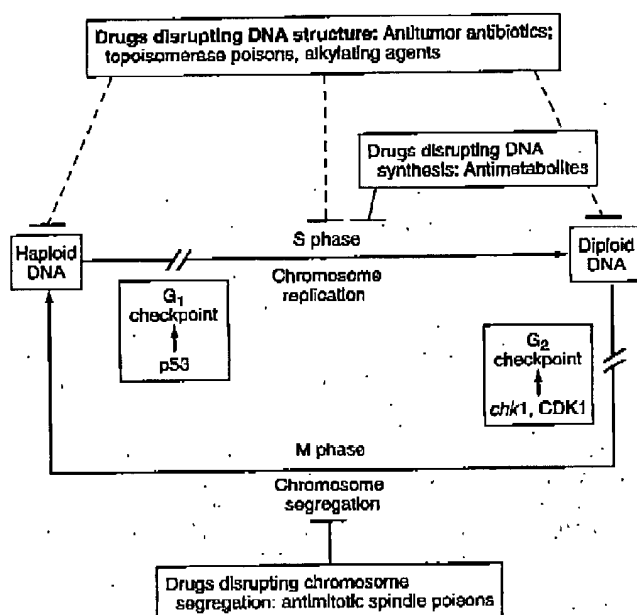 Drugs disrupting DNA structure: Antitumor antibiotics;
topoisomerase poisons, alkylating agents
Drugs disrupting DNA
synthesis: Antimetabolites
S phase
Haploid
DNA
Diploid
DNA
Chromosome
replication
G1
checkpoint
p53
G2
checkpoint
chk1, CDK1
M phase
Chromosome
segregation
Drugs disrupting chromosome
segregation: antimitotic spindle poisons